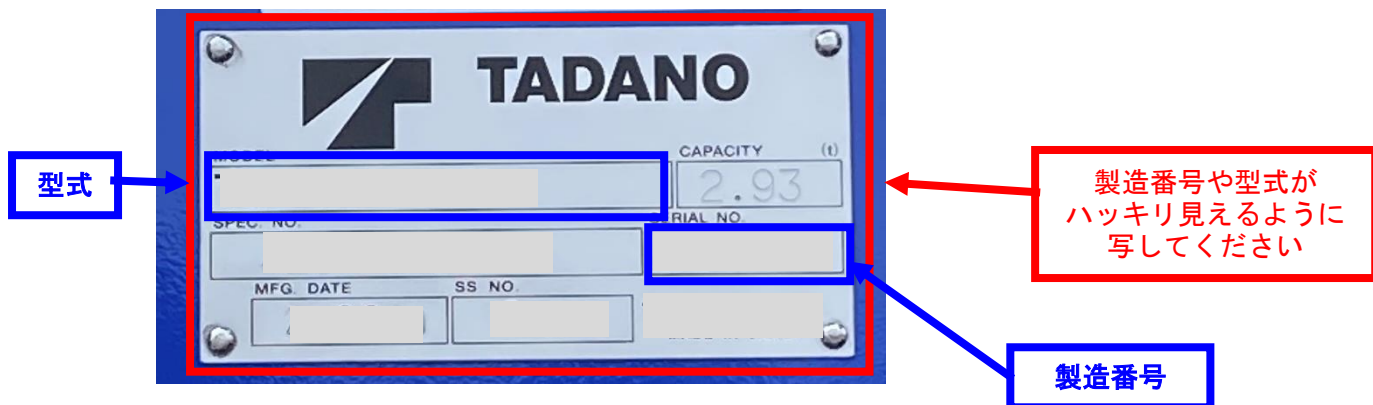 TADANO
MODEL
CAPACITY (t)
型式
2.93
製造番号や型式が
ハッキリ見えるように
写してください
SPEC. NO.
SERIAL NO.
MFG. DATE
SS NO.
製造番号